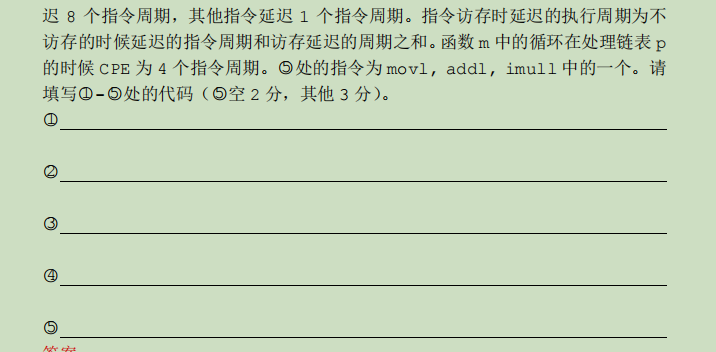 迟 8 个指令周期，其他指令延迟 1 个指令周期。指令访存时延迟的执行周期为不
访存的时候延迟的指令周期和访存延迟的周期之和。函数 m 中的循环在处理链表 p
的时候 CPE 为 4 个指令周期。⑤处的指令为 movl, addl, imull 中的一个。请
填写①-⑤处的代码（⑤空 2 分，其他 3 分）。
①
②
③
④
⑤